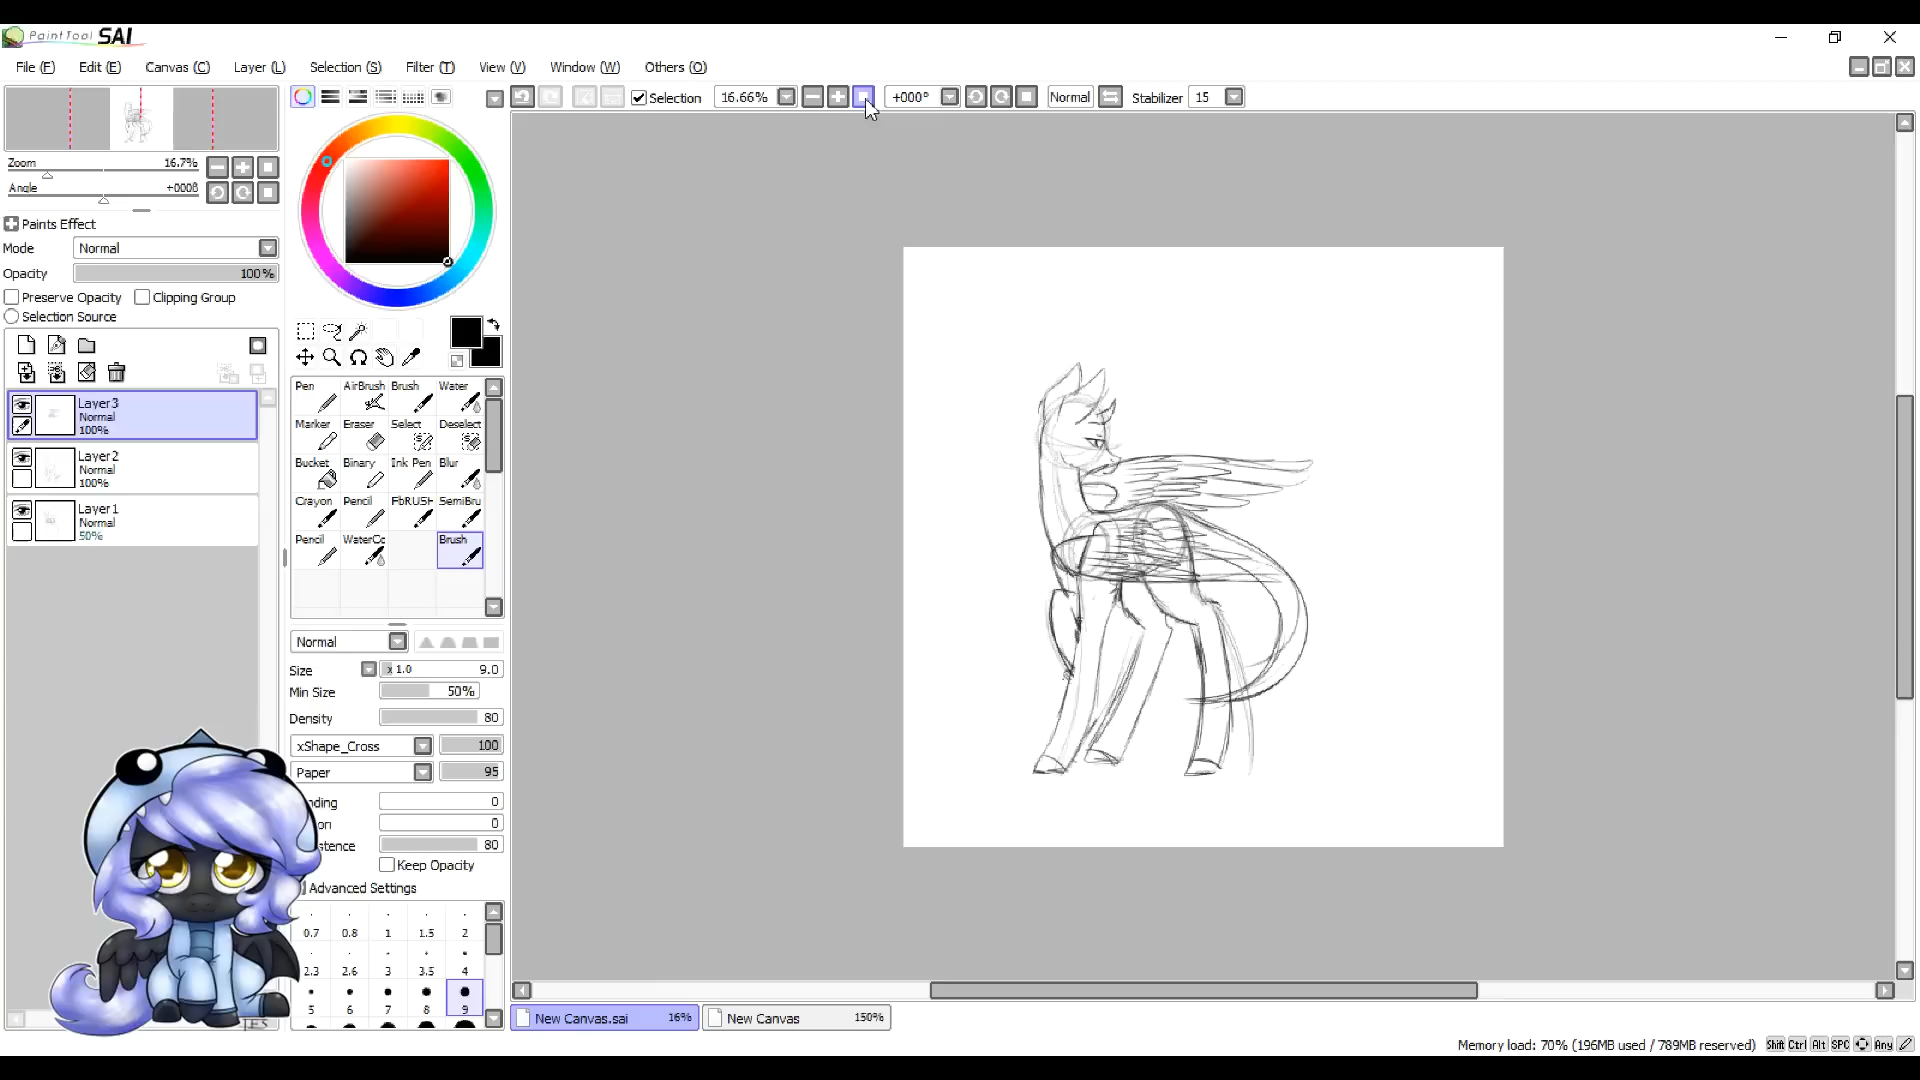 PaintTool SAI
File (F) Edit (E) Canvas (C) Layer (L) Selection (S) Filter (T) View (V) Window (W) Others (O)
Selection 16.66% +000° Normal Stabilizer 15
Zoom 16.7%
Angle +000ß
Paints Effect
Mode Normal
Opacity 100%
Preserve Opacity Clipping Group
Selection Source
Layer3
Normal
100%
Layer2
Normal
100%
Layer1
Normal
50%
Pen AirBrush Brush Water
Marker Eraser Select Deselect
Bucket Binary Ink Pen Blur
Crayon Pencil FbRUSH SemiBru
Pencil WaterCc Brush
Normal
Size x 1.0 9.0
Min Size 50%
Density 80
xShape_Cross 100
Paper 95
nding 0
on 0
stence 80
Keep Opacity
Advanced Settings
0.7 0.8 1 1.5 2
2.3 2.6 3 3.5 4
5 6 7 8 9
New Canvas.sai 16% New Canvas 150%
Memory load: 70% (196MB used / 789MB reserved) Shift Ctrl Alt SPC Any